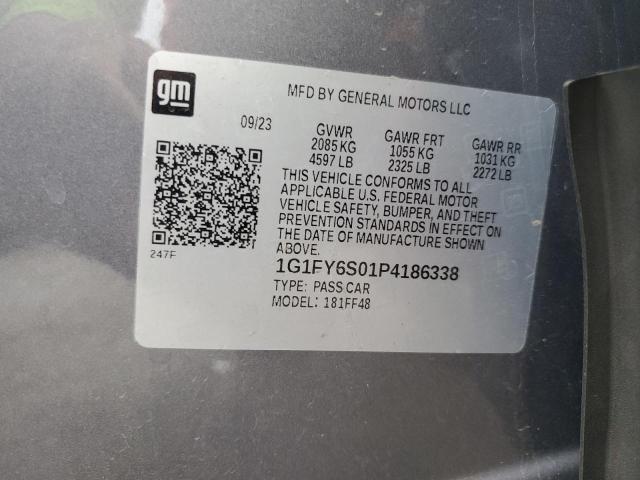 gm
MFD BY GENERAL MOTORS LLC
09/23
GVWR GAWR FRT GAWR RR
2085 KG 1055 KG 1031 KG
4597 LB 2325 LB 2272 LB
THIS VEHICLE CONFORMS TO ALL
APPLICABLE U.S. FEDERAL MOTOR
VEHICLE SAFETY, BUMPER, AND THEFT
PREVENTION STANDARDS IN EFFECT ON
THE DATE OF MANUFACTURE SHOWN
ABOVE.
247F
1G1FY6S01P4186338
TYPE: PASS CAR
MODEL: 181FF48